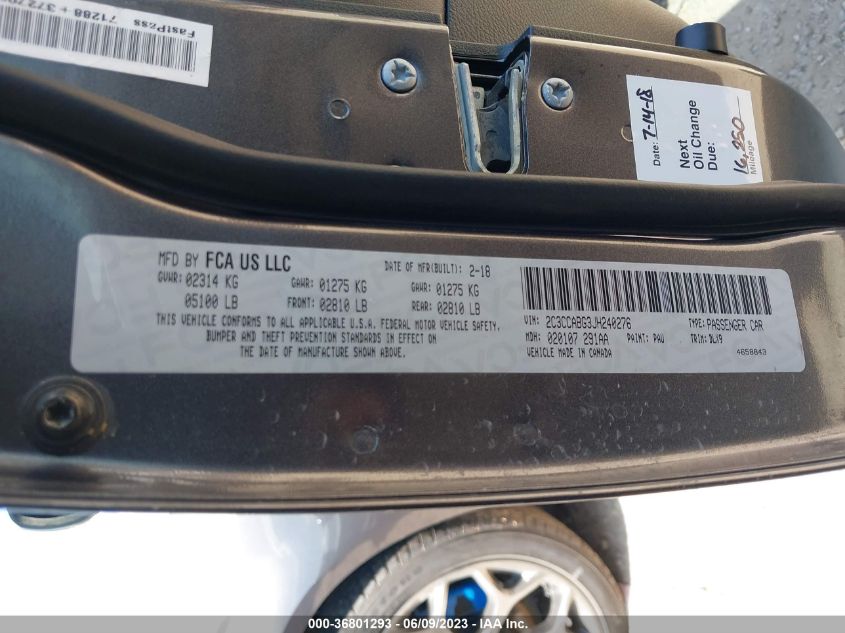 FastPass 71288
Date: 7-14-18
Next
Oil Change
Due:
16,250
Mileage
MFD BY FCA US LLC
DATE OF MFR(BUILT): 2-18
GVWR: 02314 KG GAWR: 01275 KG GAWR: 01275 KG
05100 LB FRONT: 02810 LB REAR: 02810 LB
THIS VEHICLE CONFORMS TO ALL APPLICABLE U.S.A. FEDERAL MOTOR VEHICLE SAFETY,
BUMPER AND THEFT PREVENTION STANDARDS IN EFFECT ON
THE DATE OF MANUFACTURE SHOWN ABOVE.
VIN: 2C3CCABG3JH240276 TYPE: PASSENGER CAR
MDH: 020107 291AA PAINT: PAU TRIM: DLX9
VEHICLE MADE IN CANADA 4658843
000-36801293 - 06/09/2023 - IAA Inc.